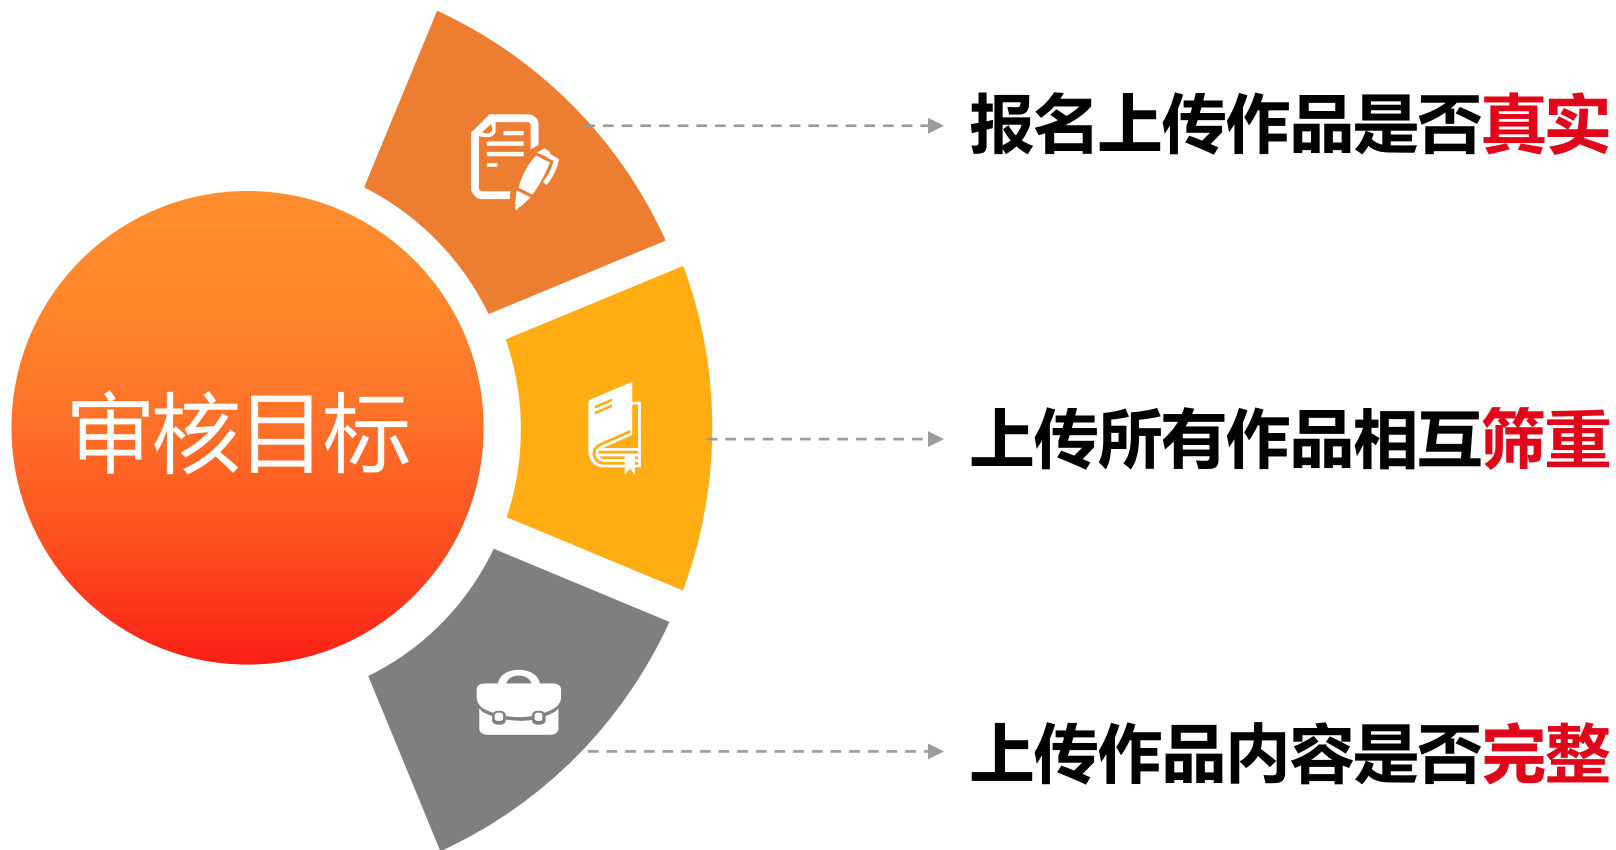 审核目标
报名上传作品是否真实
上传所有作品相互筛重
上传作品内容是否完整